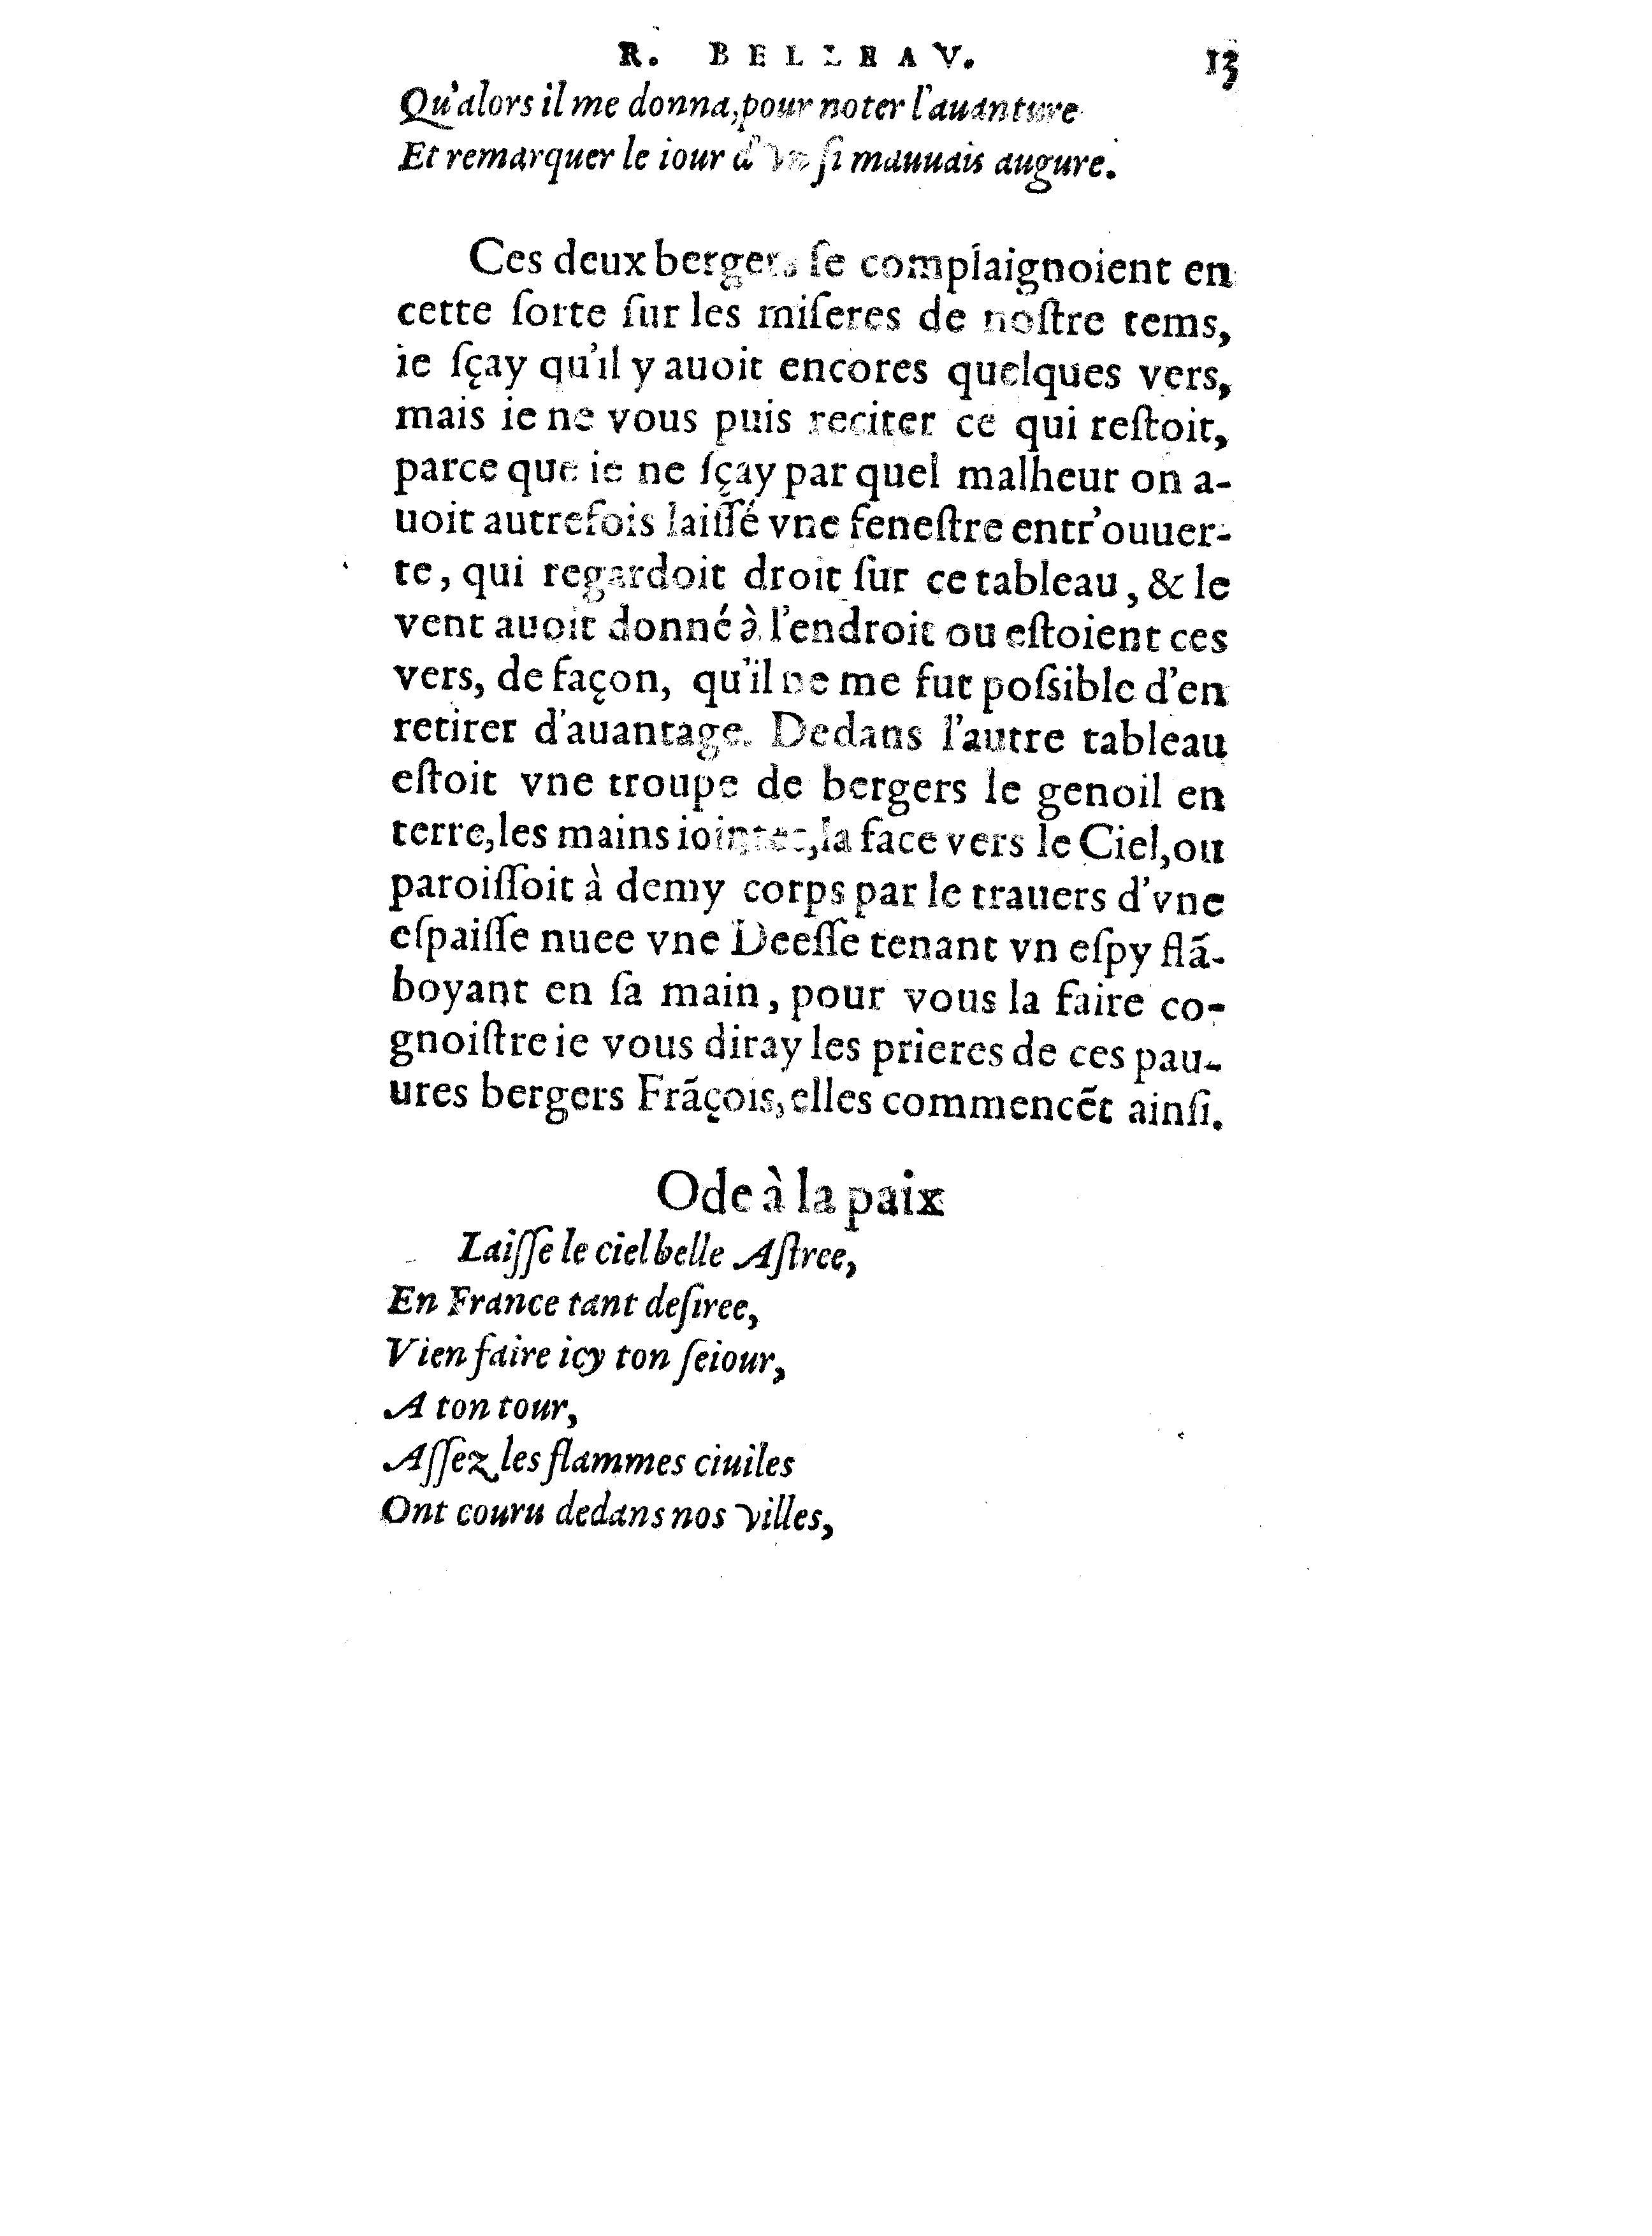 R. BELLEAV. 13
Qu'alors il me donna, pour noter l'auanture
Et remarquer le iour d'vn ſi mauuais augure.
Ces deux bergers ſe complaignoient en
cette ſorte ſur les miſeres de noſtre tems,
ie ſçay qu'il y auoit encores quelques vers,
mais ie ne vous puis reciter ce qui reſtoit,
parce que ie ne ſçay par quel malheur on a-
uoit autrefois laiſſé vne feneſtre entr'ouuer-
te, qui regardoit droit ſur ce tableau, & le
vent auoit donné à l'endroit ou eſtoient ces
vers, de façon, qu'il ne me fut poſsible d'en
retirer d'auantage. Dedans l'autre tableau
eſtoit vne troupe de bergers le genoil en
terre, les mains iointes, la face vers le Ciel, ou
paroiſſoit à demy corps par le trauers d'vne
eſpaiſſe nuee vne Deeſſe tenant vn eſpy flã-
boyant en ſa main, pour vous la faire co-
gnoiſtre ie vous diray les prieres de ces pau-
ures bergers Frãçois, elles commencẽt ainſi.
Ode à la paix
Laiſſe le ciel belle Aſtree,
En France tant deſiree,
Vien faire icy ton ſeiour,
A ton tour,
Aſſez les flammes ciuiles
Ont couru dedans nos villes,